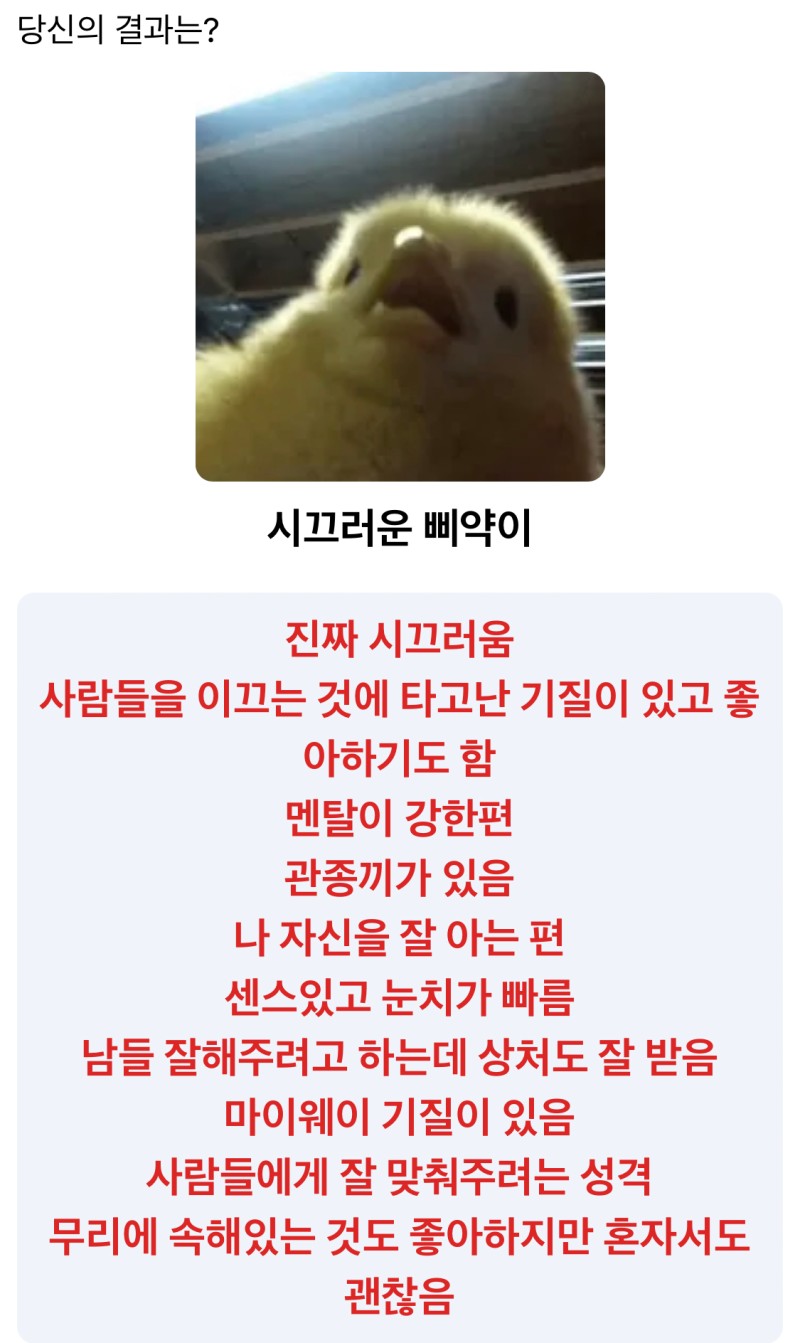 당신의 결과는?
시끄러운 삐약이
진짜 시끄러움
사람들을 이끄는 것에 타고난 기질이 있고 좋
아하기도 함
멘탈이 강한편
관종끼가 있음
나 자신을 잘 아는 편
센스있고 눈치가 빠름
남들 잘해주려고 하는데 상처도 잘 받음
마이웨이 기질이 있음
사람들에게 잘 맞춰주려는 성격
무리에 속해있는 것도 좋아하지만 혼자서도
괜찮음